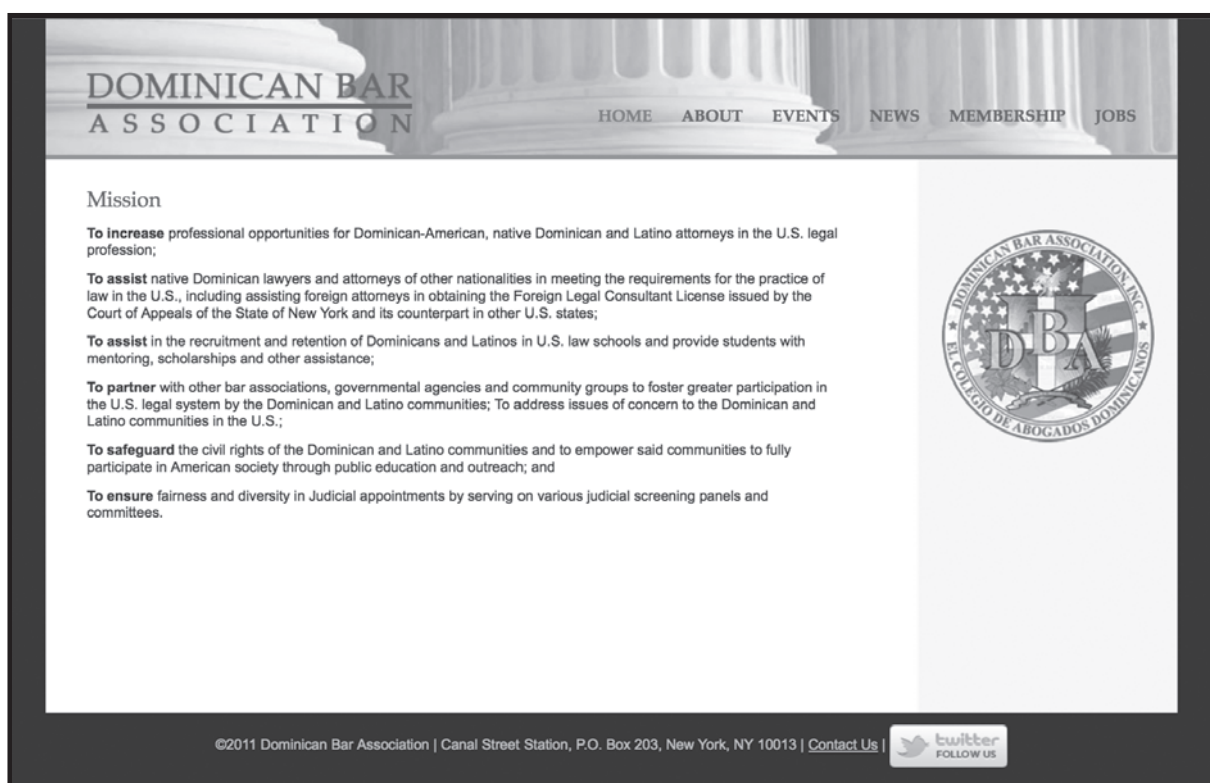 DOMINICAN BAR
ASSOCIATION
HOME ABOUT EVENTS NEWS MEMBERSHIP JOBS
Mission
To increase professional opportunities for Dominican-American, native Dominican and Latino attorneys in the U.S. legal
profession;
To assist native Dominican lawyers and attorneys of other nationalities in meeting the requirements for the practice of
law in the U.S., including assisting foreign attorneys in obtaining the Foreign Legal Consultant License issued by the
Court of Appeals of the State of New York and its counterpart in other U.S. states;
To assist in the recruitment and retention of Dominicans and Latinos in U.S. law schools and provide students with
mentoring, scholarships and other assistance;
To partner with other bar associations, governmental agencies and community groups to foster greater participation in
the U.S. legal system by the Dominican and Latino communities; To address issues of concern to the Dominican and
Latino communities in the U.S.;
To safeguard the civil rights of the Dominican and Latino communities and to empower said communities to fully
participate in American society through public education and outreach; and
To ensure fairness and diversity in Judicial appointments by serving on various judicial screening panels and
committees.
DOMINICAN BAR ASSOCIATION, INC.
DBA
EL COLEGIO DE ABOGADOS DOMINICANOS
©2011 Dominican Bar Association | Canal Street Station, P.O. Box 203, New York, NY 10013 | Contact Us |
twitter
FOLLOW US